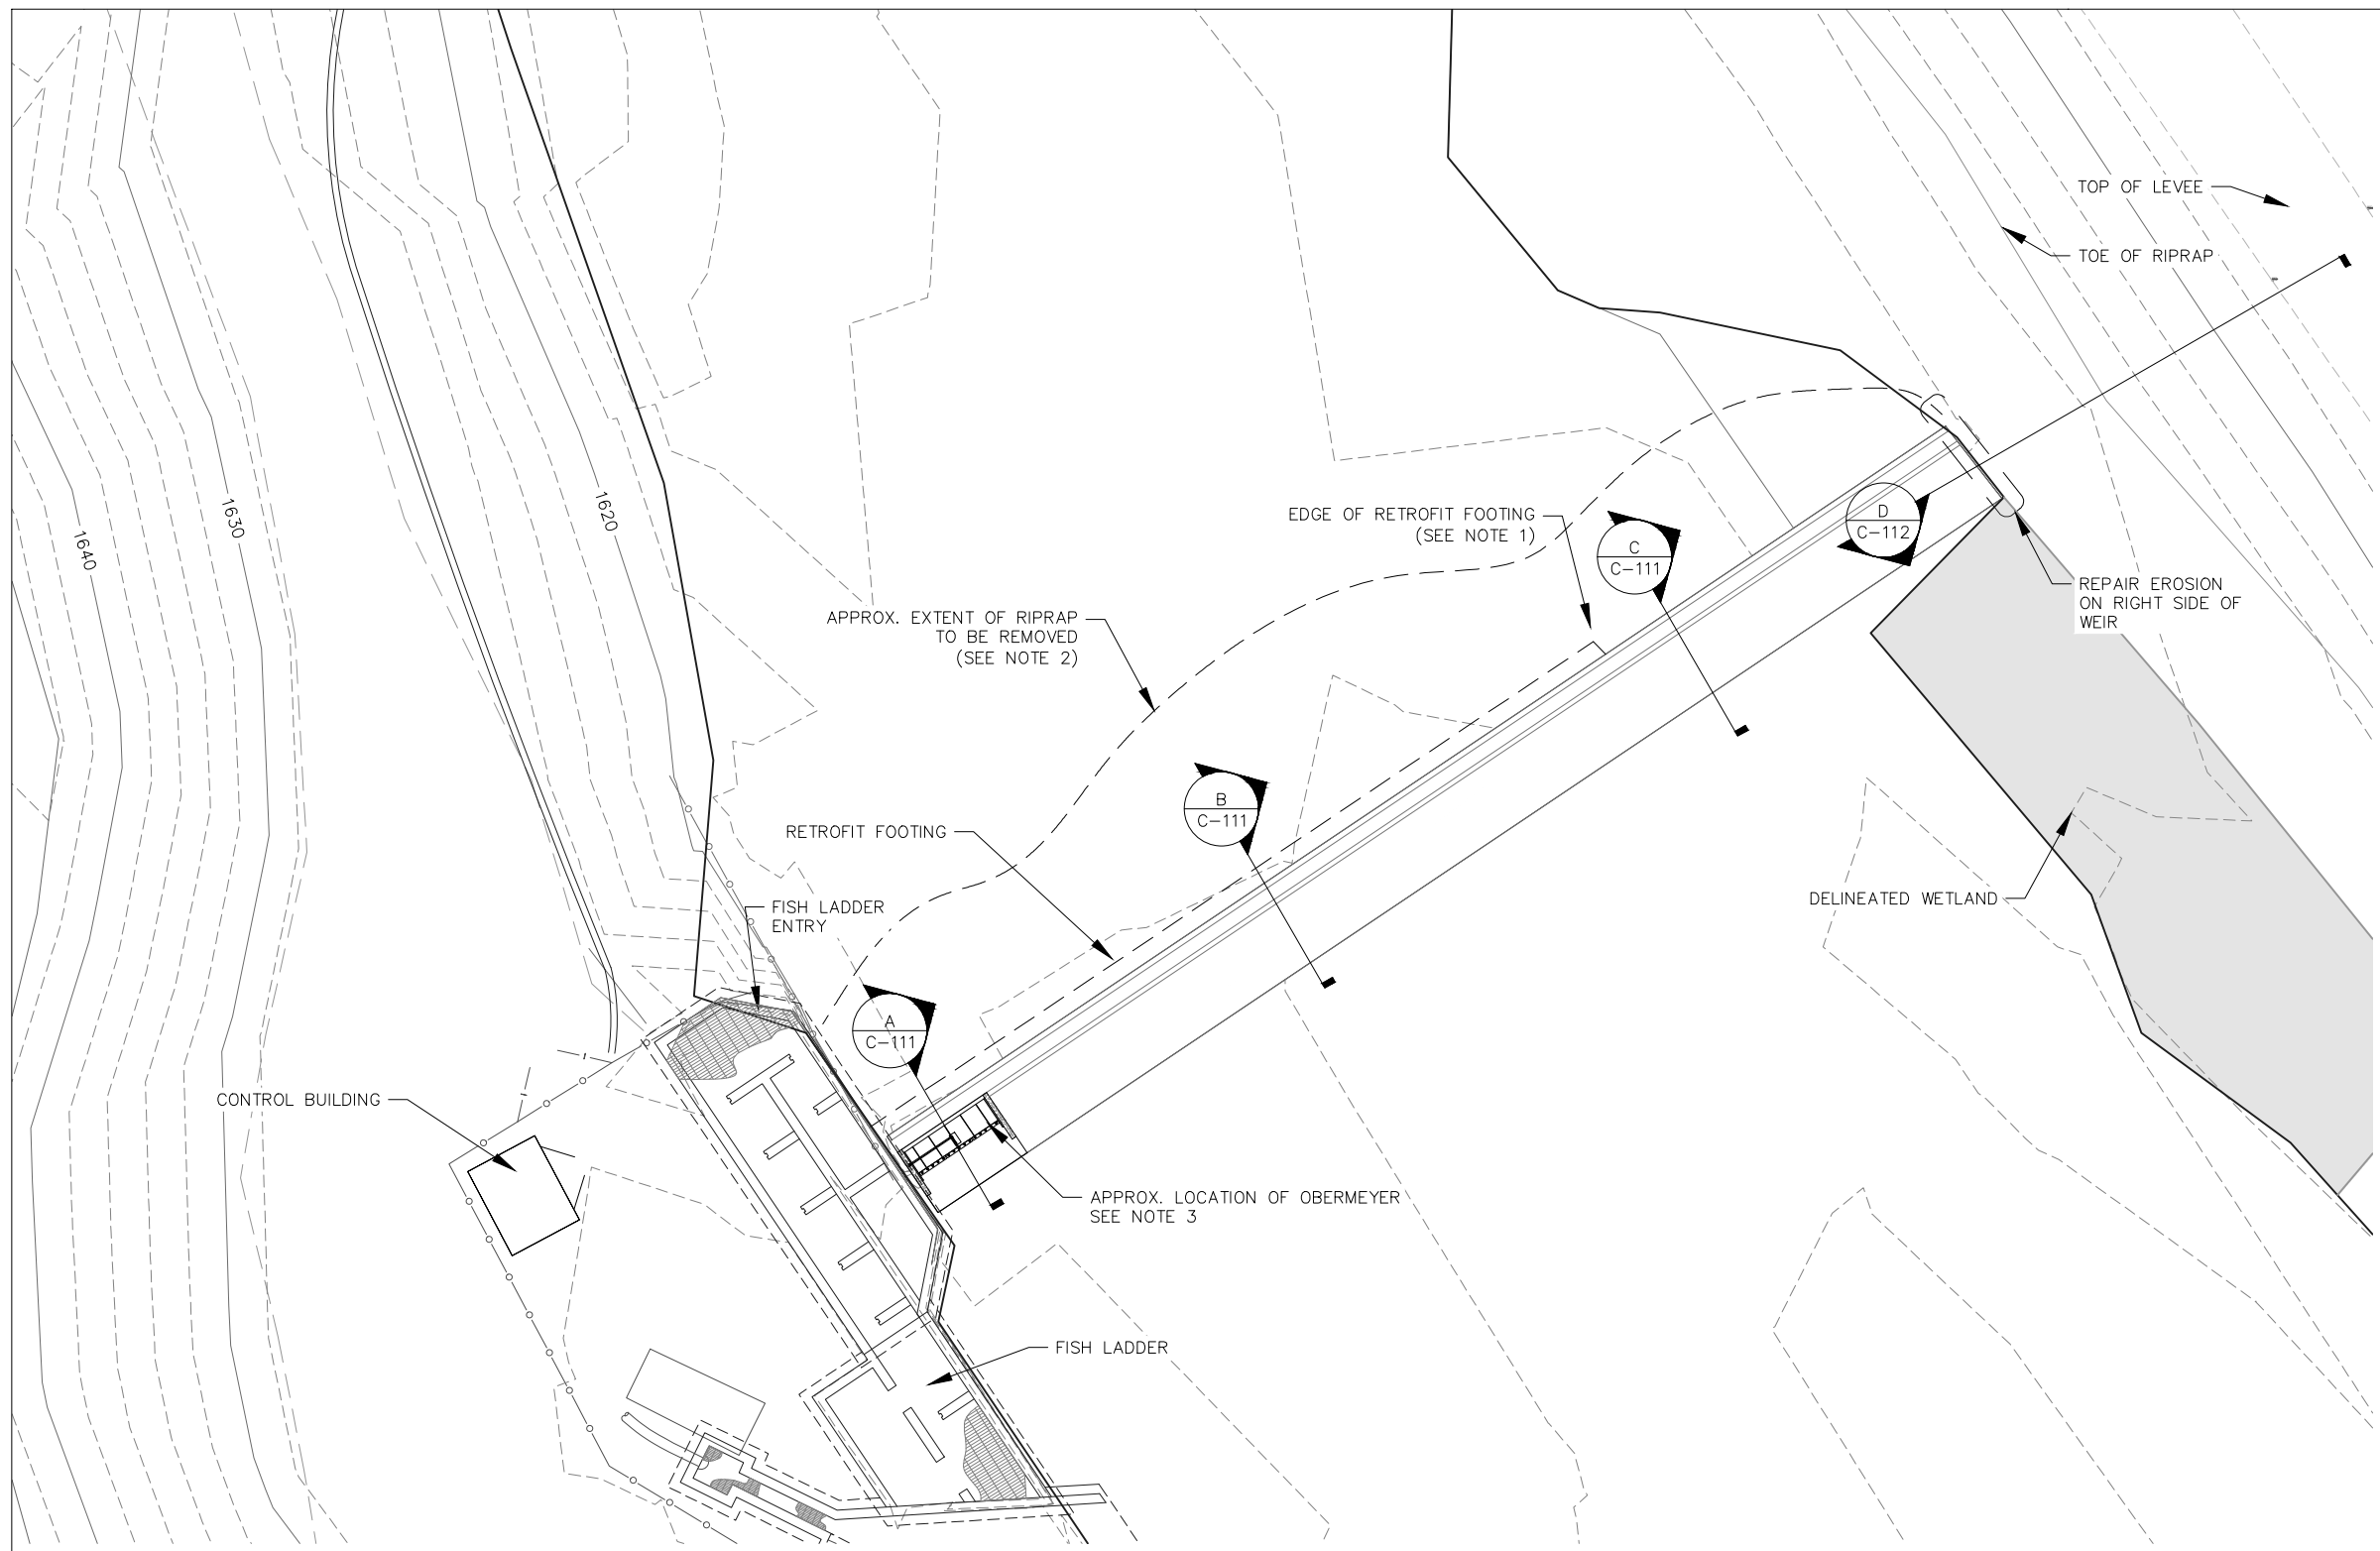 TOP OF LEVEE
TOE OF RIPRAP
1620
1630
1640
EDGE OF RETROFIT FOOTING
(SEE NOTE 1)
D
C-112
C
C-111
REPAIR EROSION
ON RIGHT SIDE OF
WEIR
APPROX. EXTENT OF RIPRAP
TO BE REMOVED
(SEE NOTE 2)
B
C-111
RETROFIT FOOTING
FISH LADDER
ENTRY
DELINEATED WETLAND
A
C-111
CONTROL BUILDING
APPROX. LOCATION OF OBERMEYER
SEE NOTE 3
FISH LADDER